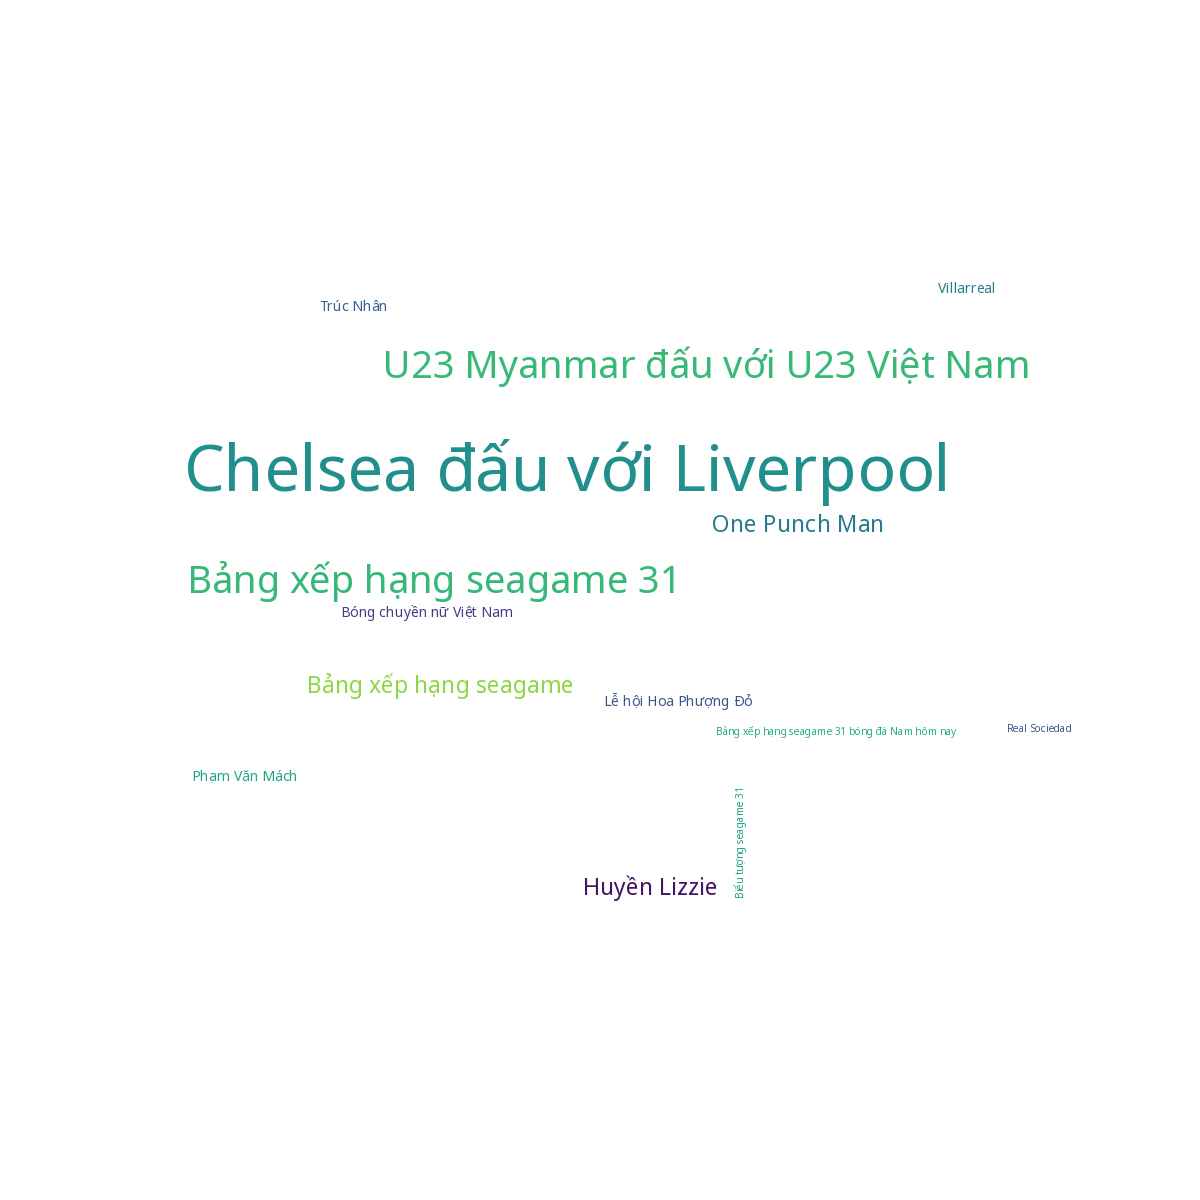 Villarreal
Trúc Nhân
U23 Myanmar đấu với U23 Việt Nam
Chelsea đấu với Liverpool
One Punch Man
Bảng xếp hạng seagame 31
Bóng chuyền nữ Việt Nam
Bảng xếp hạng seagame
Lễ hội Hoa Phượng Đỏ
Bảng xếp hạng seagame 31 bóng đá Nam hôm nay
Real Sociedad
Phạm Văn Mách
Biểu tượng seagame 31
Huyền Lizzie